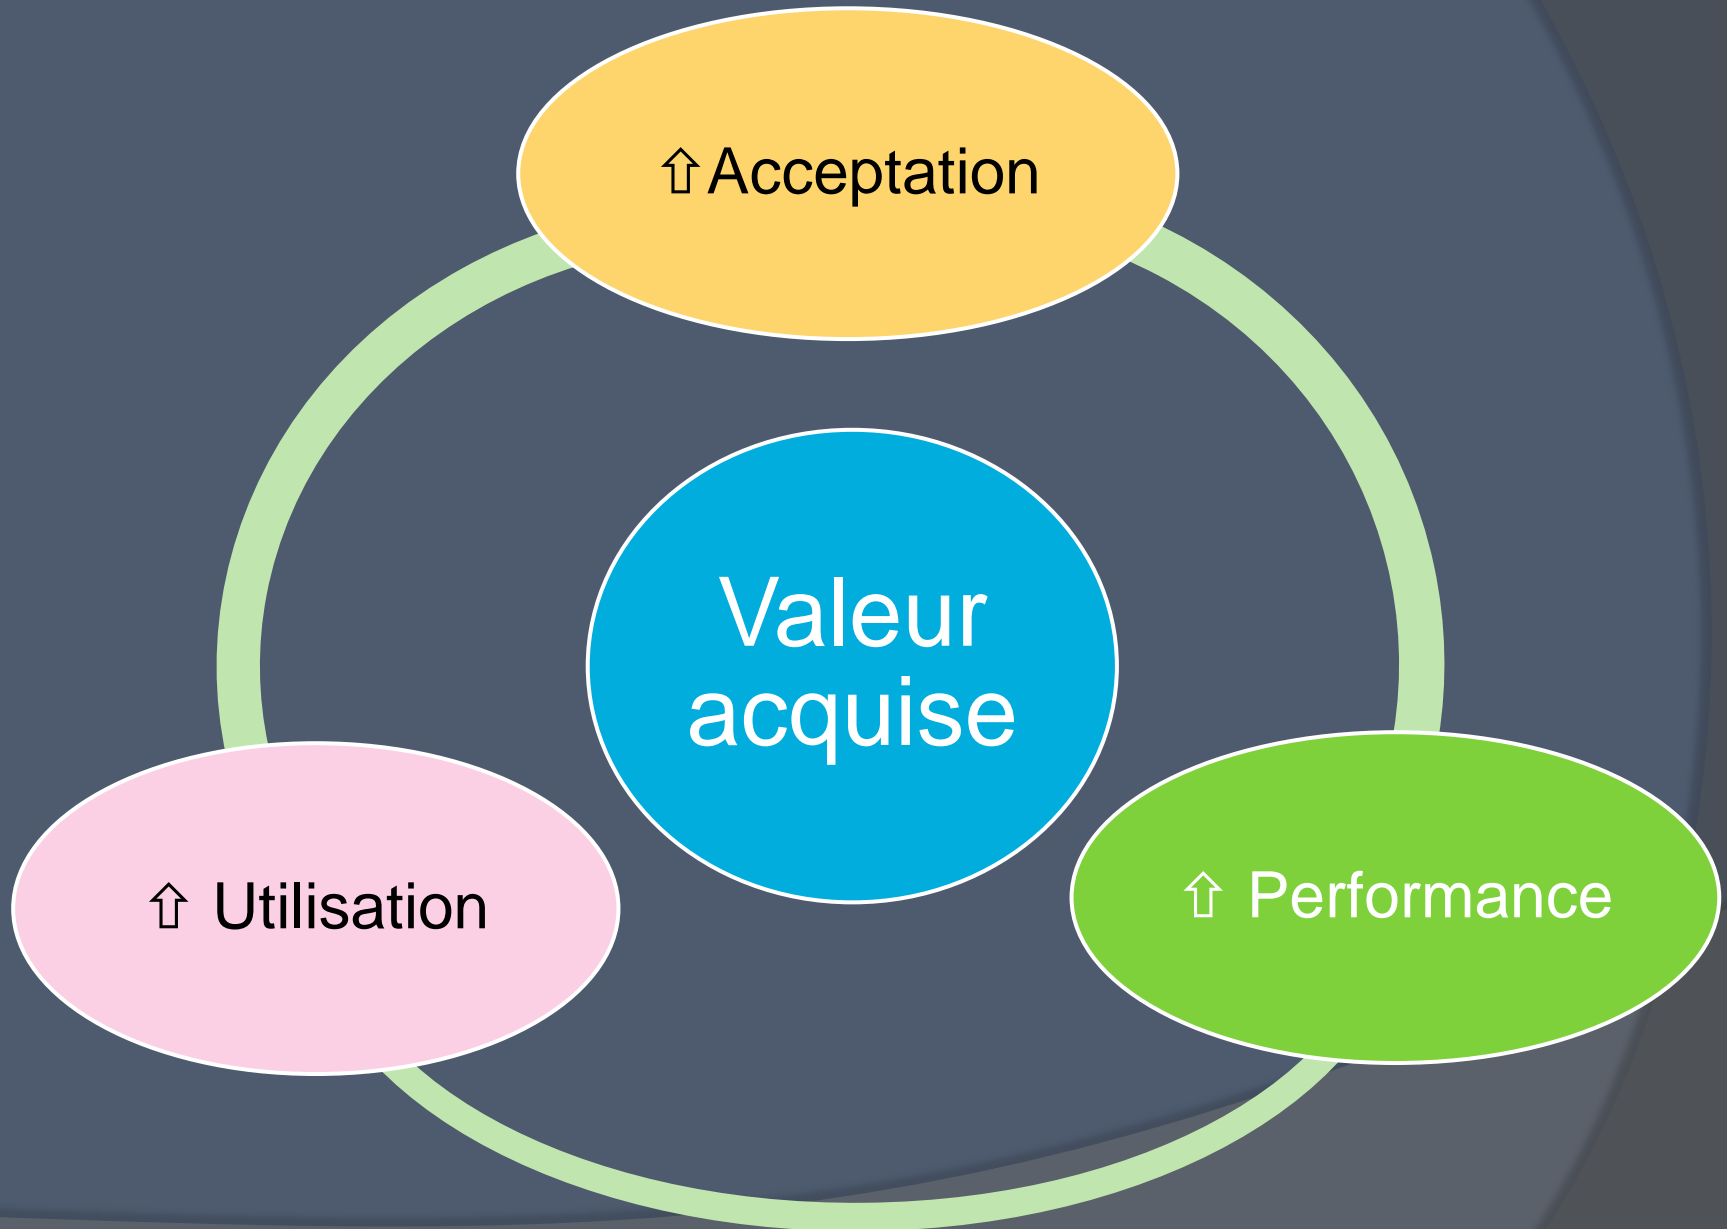 ⇧Acceptation
Valeur
acquise
⇧ Utilisation
⇧ Performance